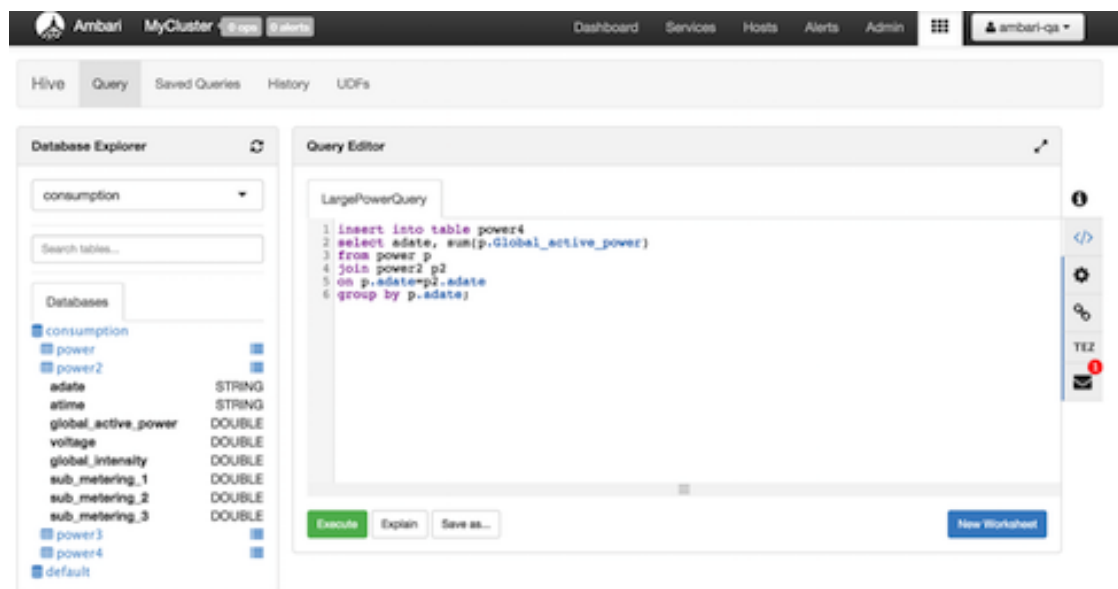 Ambari MyCluster 0 ops 0 alerts Dashboard Services Hosts Alerts Admin ambari-qa
Hive Query Saved Queries History UDFs
Database Explorer
consumption
Search tables...
Databases
consumption
power
power2
adate STRING
atime STRING
global_active_power DOUBLE
voltage DOUBLE
global_intensity DOUBLE
sub_metering_1 DOUBLE
sub_metering_2 DOUBLE
sub_metering_3 DOUBLE
power3
power4
default
Query Editor
LargePowerQuery
1 insert into table power4
2 select adate, sum(p.Global_active_power)
3 from power p
4 join power2 p2
5 on p.adate=p2.adate
6 group by p.adate;
Execute Explain Save as... New Worksheet
TEZ
1